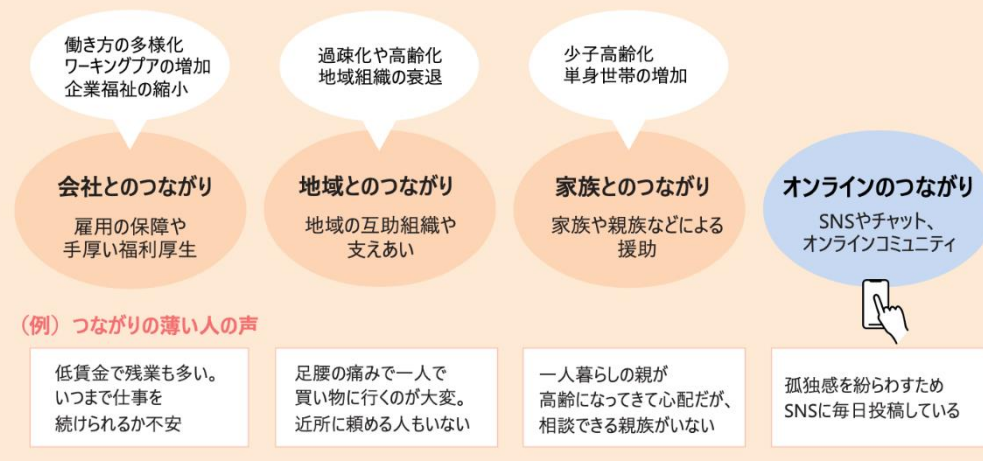 働き方の多様化
ワーキングプアの増加
企業福祉の縮小
過疎化や高齢化
地域組織の衰退
少子高齢化
単身世帯の増加
会社とのつながり
雇用の保障や
手厚い福利厚生
地域とのつながり
地域の互助組織や
支えあい
家族とのつながり
家族や親族などによる
援助
オンラインのつながり
SNSやチャット、
オンラインコミュニティ
（例）つながりの薄い人の声
低賃金で残業も多い。
いつまで仕事を
続けられるか不安
足腰の痛みで一人で
買い物に行くのが大変。
近所に頼める人もいない
一人暮らしの親が
高齢になってきて心配だが、
相談できる親族がいない
孤独感を紛らわすため
SNSに毎日投稿している